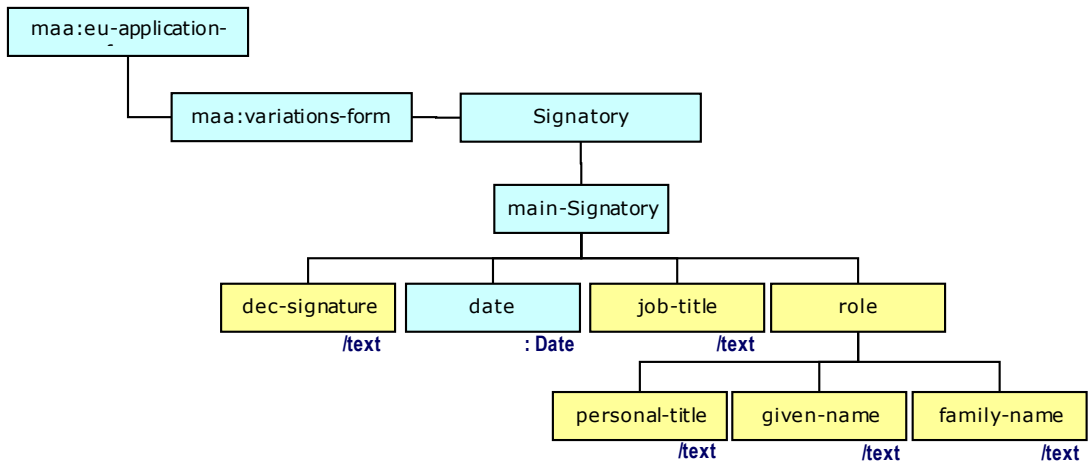 maa:eu-application-
maa:variations-form
Signatory
main-Signatory
dec-signature
date
job-title
role
/text
: Date
/text
personal-title
given-name
family-name
/text
/text
/text